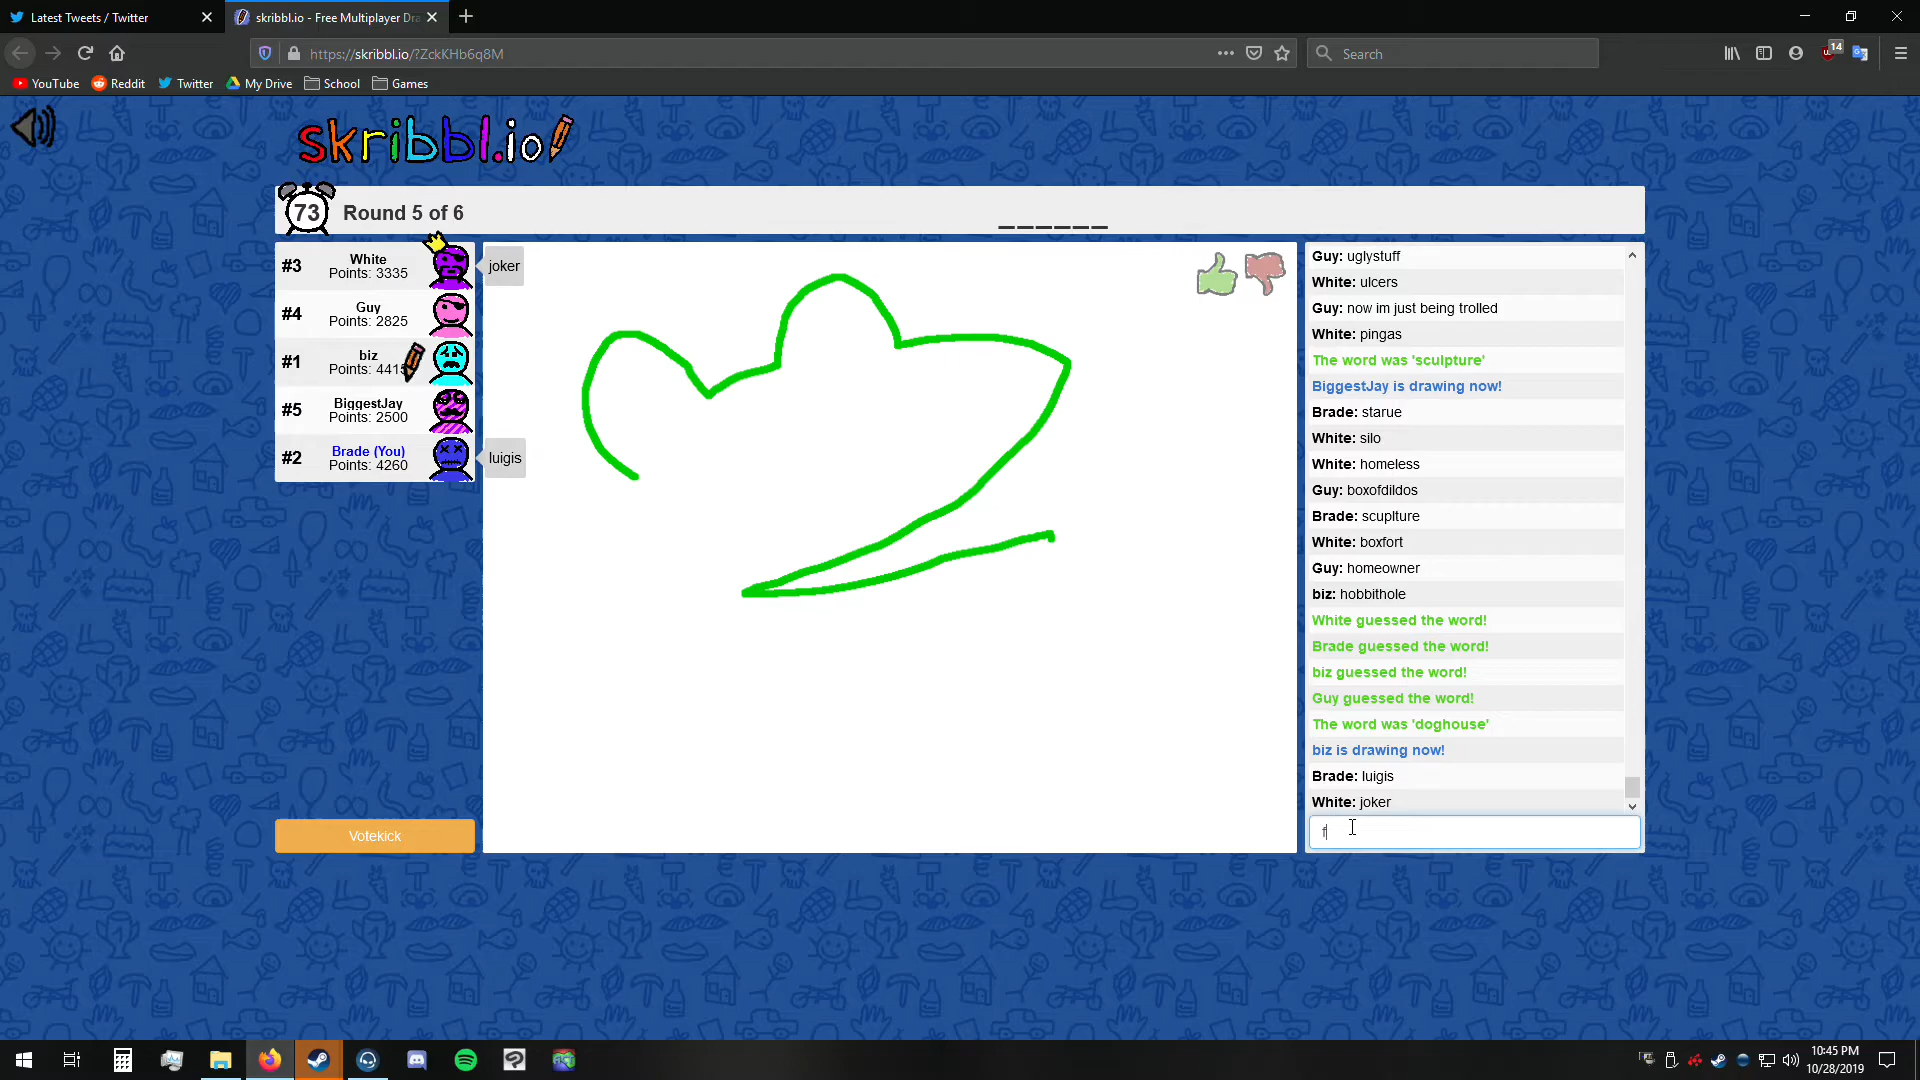 Latest Tweets / Twitter
skribbl.io - Free Multiplayer Dra
https://skribbl.io/?ZckKHb6q8M
Search
14
YouTube
Reddit
Twitter
My Drive
School
Games
skribbl.io
73
Round 5 of 6
______
#3
White
Points: 3335
joker
#4
Guy
Points: 2825
#1
biz
Points: 4415
#5
BiggestJay
Points: 2500
#2
Brade (You)
Points: 4260
luigis
Votekick
Guy: uglystuff
White: ulcers
Guy: now im just being trolled
White: pingas
The word was 'sculpture'
BiggestJay is drawing now!
Brade: starue
White: silo
White: homeless
Guy: boxofdildos
Brade: scuplture
White: boxfort
Guy: homeowner
biz: hobbithole
White guessed the word!
Brade guessed the word!
biz guessed the word!
Guy guessed the word!
The word was 'doghouse'
biz is drawing now!
Brade: luigis
White: joker
f
10:45 PM
10/28/2019